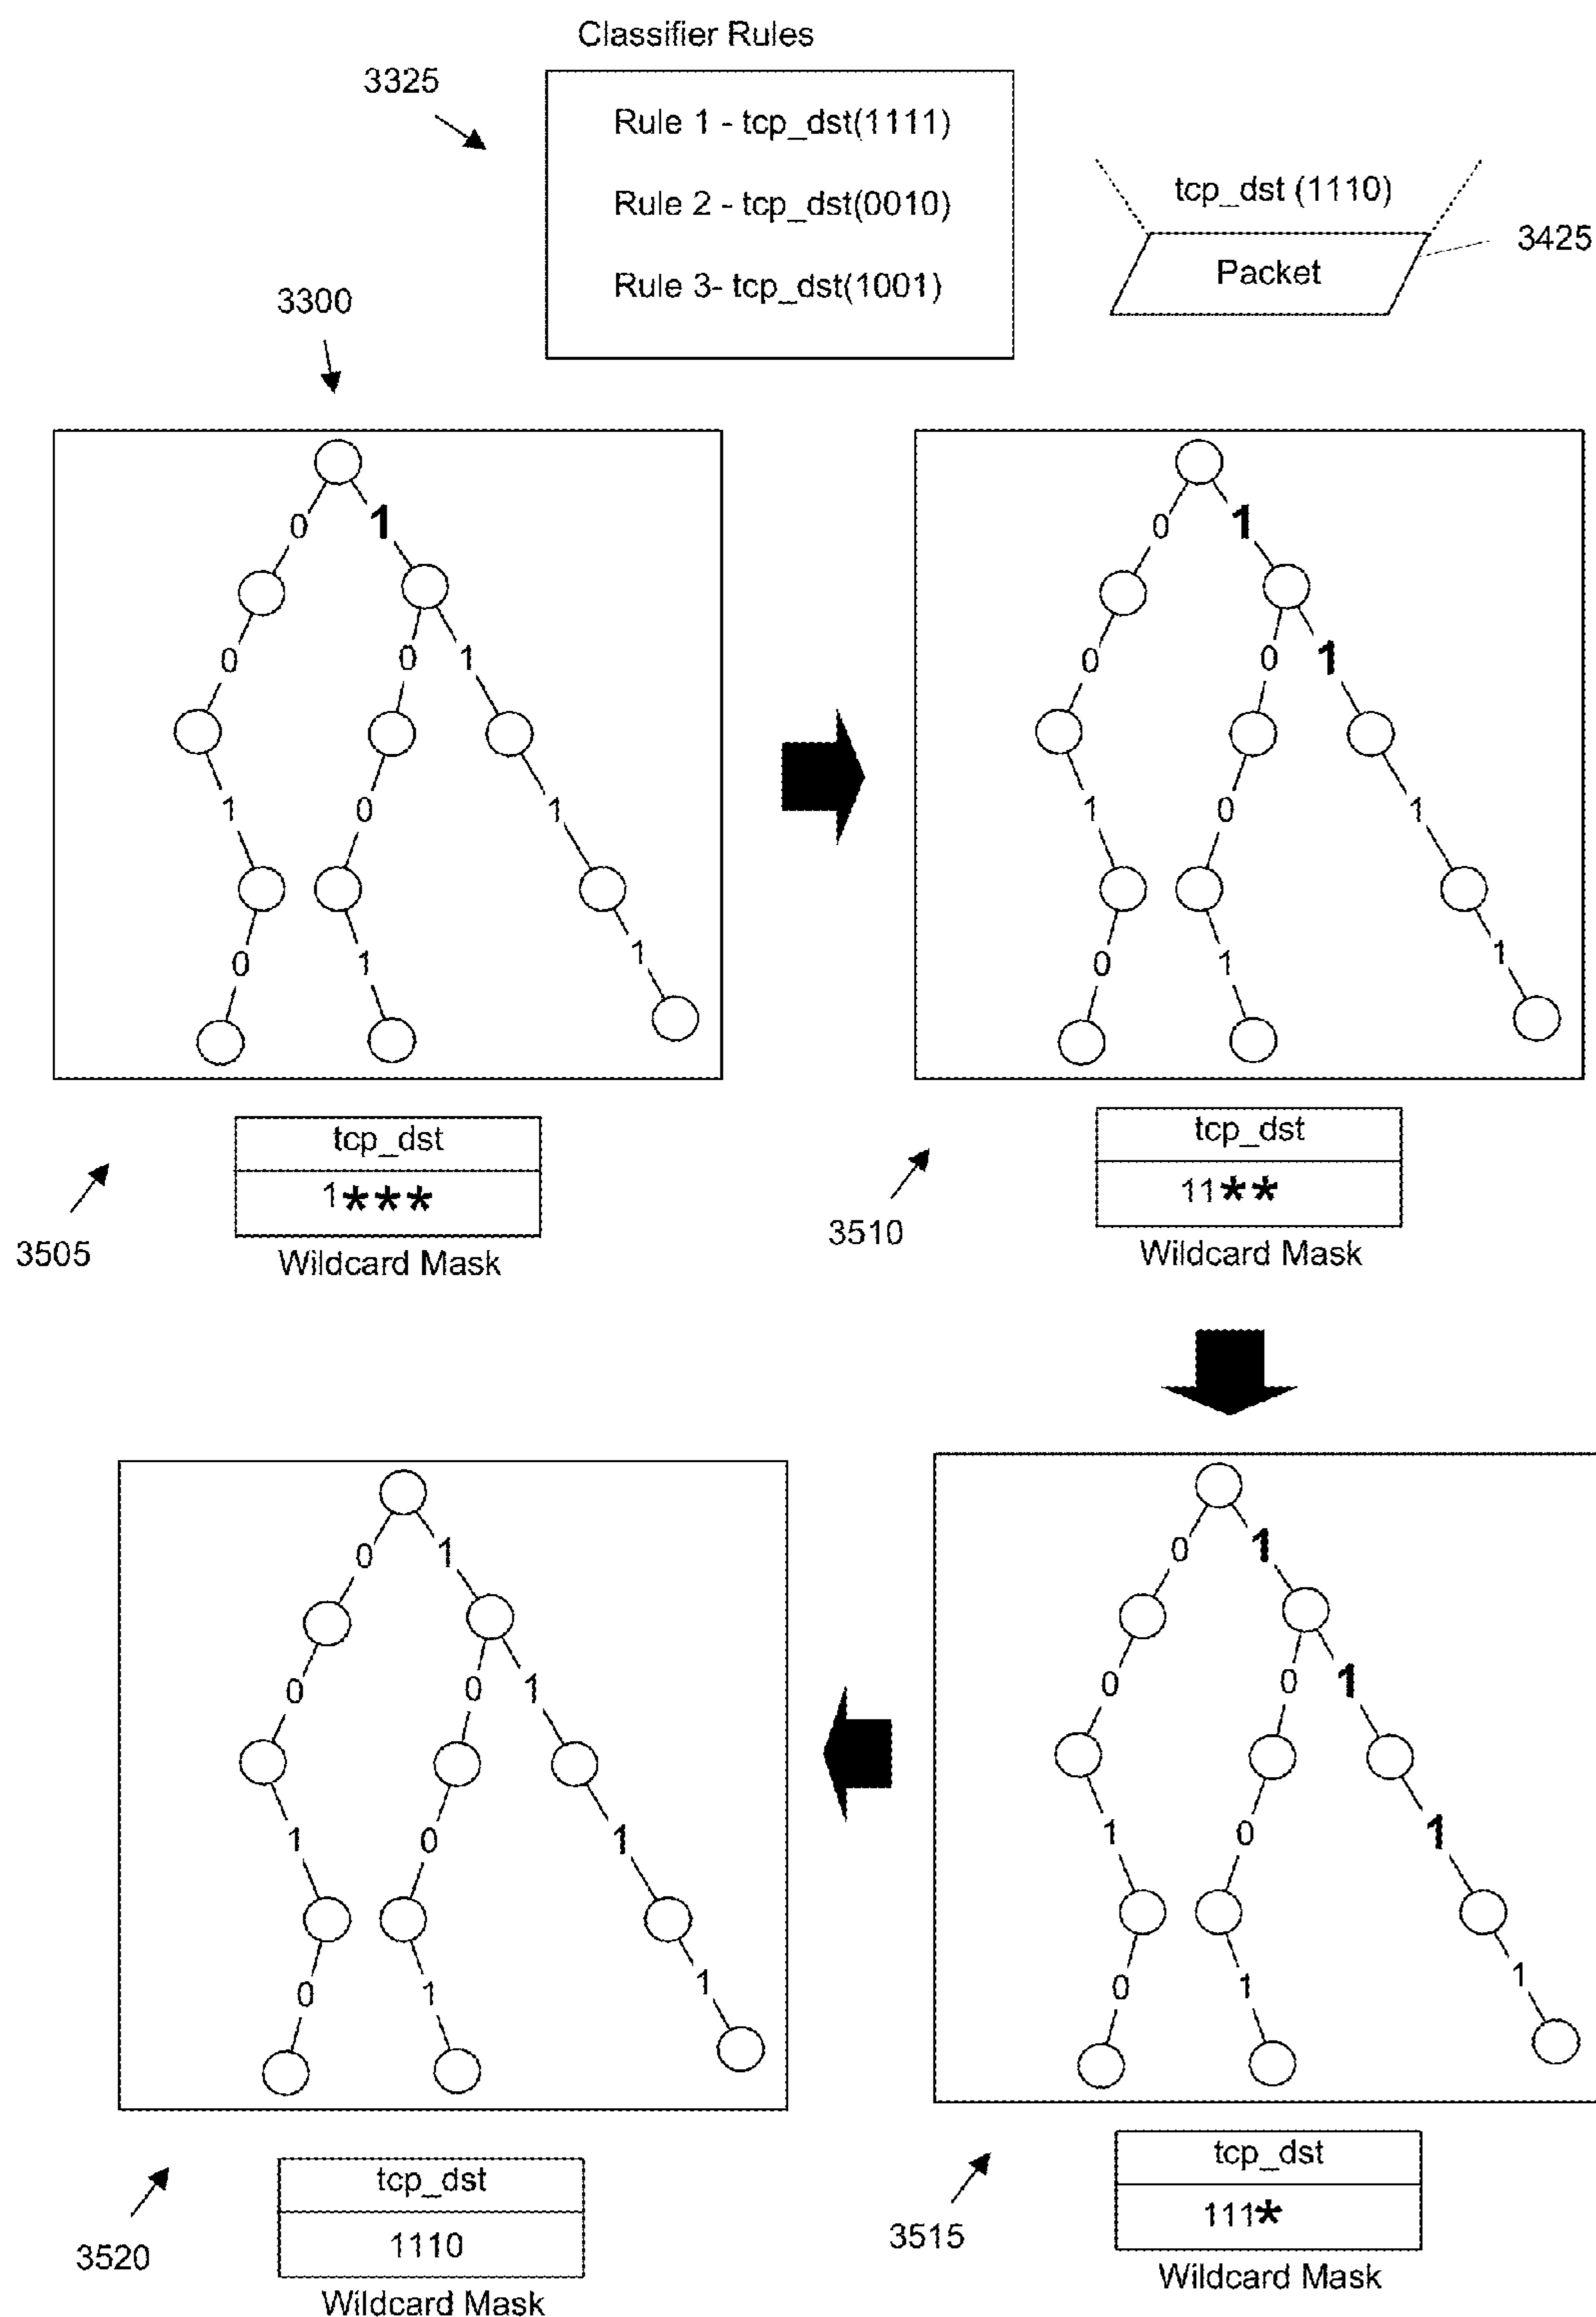 Classifier Rules
3325
Rule 1 - tcp_dst(1111)
Rule 2 - tcp_dst(0010)
Rule 3- tcp_dst(1001)
tcp_dst (1110)
Packet
3425
3300
0 1
0 0 1
1 0 1
0 1 1
tcp_dst
1***
Wildcard Mask
3505
0 1
0 0 1
1 0 1
0 1 1
tcp_dst
11**
Wildcard Mask
3510
0 1
0 0 1
1 0 1
0 1 1
tcp_dst
111*
Wildcard Mask
3515
0 1
0 0 1
1 0 1
0 1 1
tcp_dst
1110
Wildcard Mask
3520